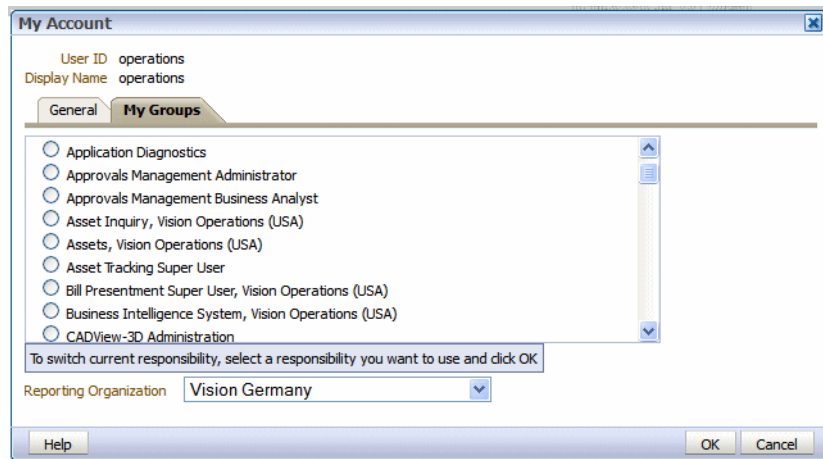 My Account
User ID operations
Display Name operations
General My Groups
Application Diagnostics
Approvals Management Administrator
Approvals Management Business Analyst
Asset Inquiry, Vision Operations (USA)
Assets, Vision Operations (USA)
Asset Tracking Super User
Bill Presentment Super User, Vision Operations (USA)
Business Intelligence System, Vision Operations (USA)
CADView-3D Administration
To switch current responsibility, select a responsibility you want to use and click OK
Reporting Organization Vision Germany
Help OK Cancel